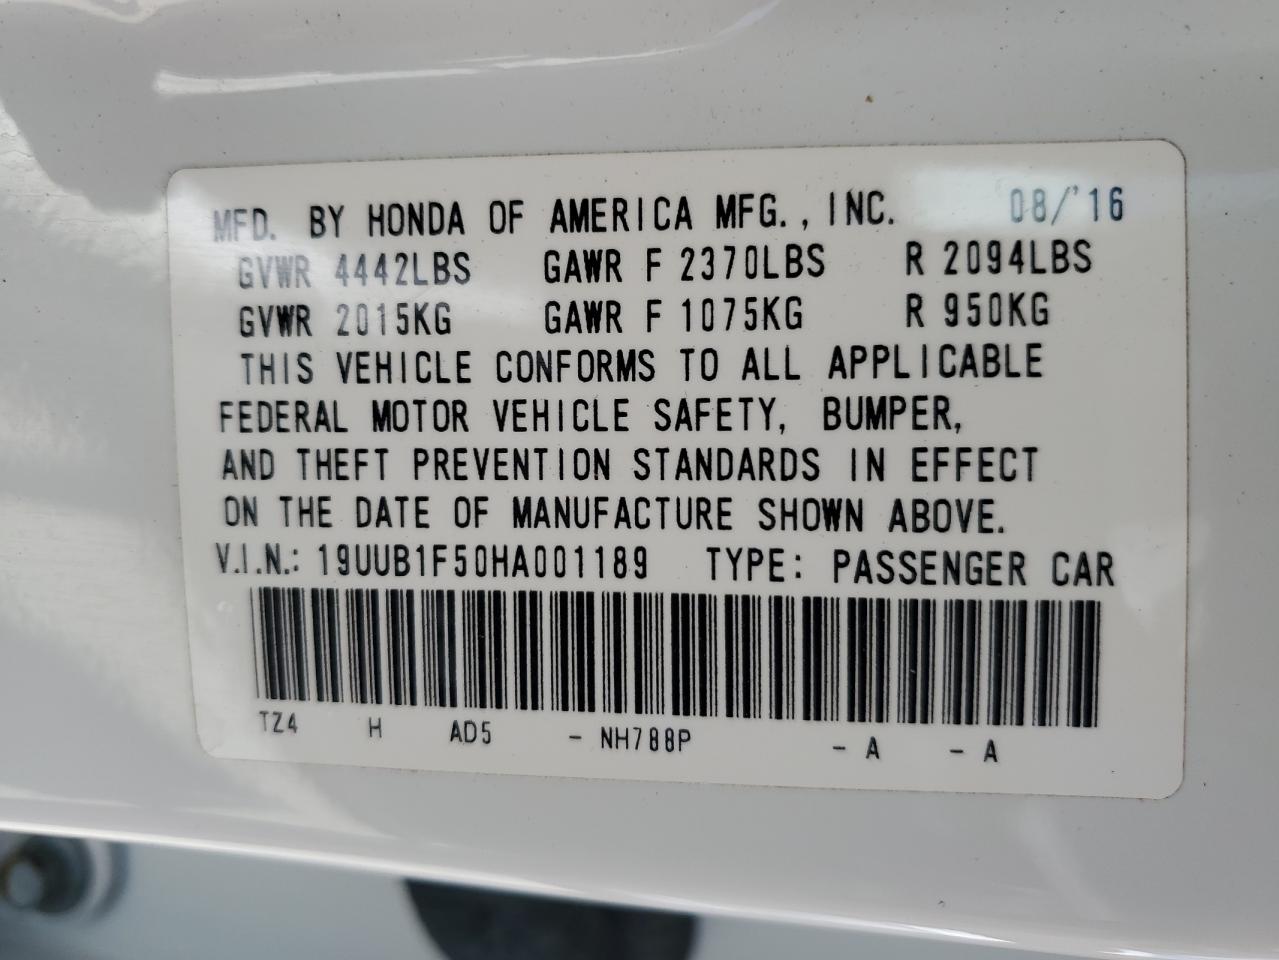 MFD. BY HONDA OF AMERICA MFG., INC. 08/'16
GVWR 4442LBS GAWR F 2370LBS R 2094LBS
GVWR 2015KG GAWR F 1075KG R 950KG
THIS VEHICLE CONFORMS TO ALL APPLICABLE
FEDERAL MOTOR VEHICLE SAFETY, BUMPER,
AND THEFT PREVENTION STANDARDS IN EFFECT
ON THE DATE OF MANUFACTURE SHOWN ABOVE.
V.I.N.: 19UUB1F50HA001189 TYPE: PASSENGER CAR
TZ4 H AD5 - NH788P - A - A